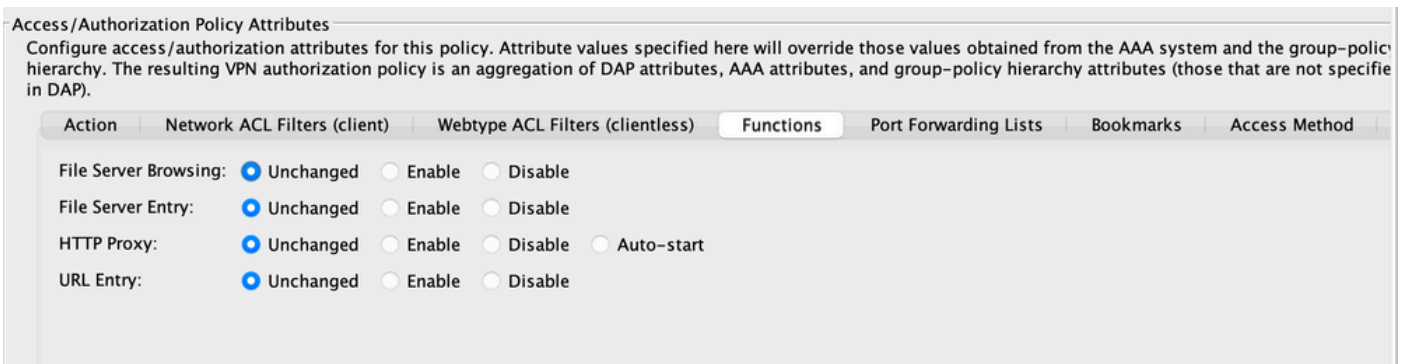 Access/Authorization Policy Attributes
Configure access/authorization attributes for this policy. Attribute values specified here will override those values obtained from the AAA system and the group-policy
hierarchy. The resulting VPN authorization policy is an aggregation of DAP attributes, AAA attributes, and group-policy hierarchy attributes (those that are not specifie
in DAP).
Action Network ACL Filters (client) Webtype ACL Filters (clientless) Functions Port Forwarding Lists Bookmarks Access Method
File Server Browsing: Unchanged Enable Disable
File Server Entry: Unchanged Enable Disable
HTTP Proxy: Unchanged Enable Disable Auto-start
URL Entry: Unchanged Enable Disable